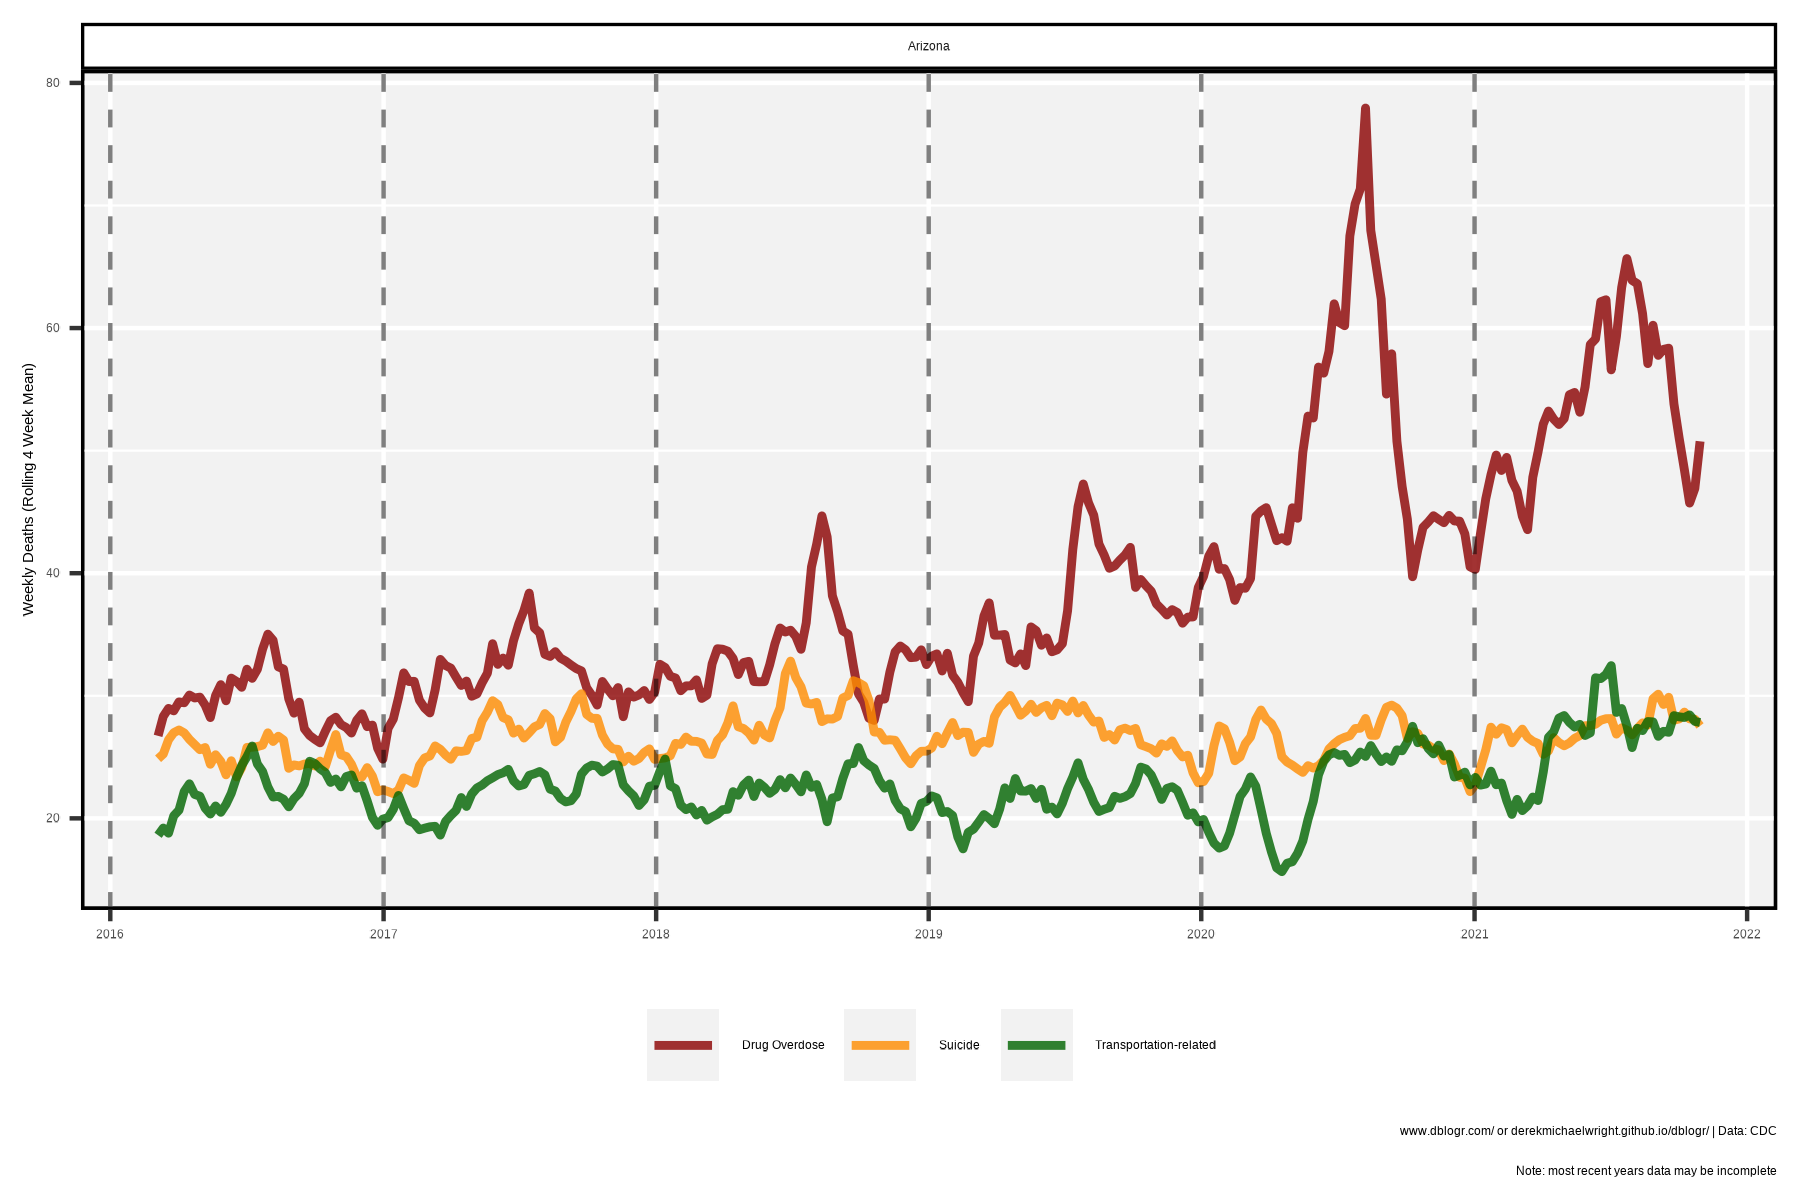 Arizona
80
60
40
20
Weekly Deaths (Rolling 4 Week Mean)
2016 2017 2018 2019 2020 2021 2022
Drug Overdose Suicide Transportation-related
www.dblogr.com/ or derekmichaelwright.github.io/dblogr/ | Data: CDC
Note: most recent years data may be incomplete